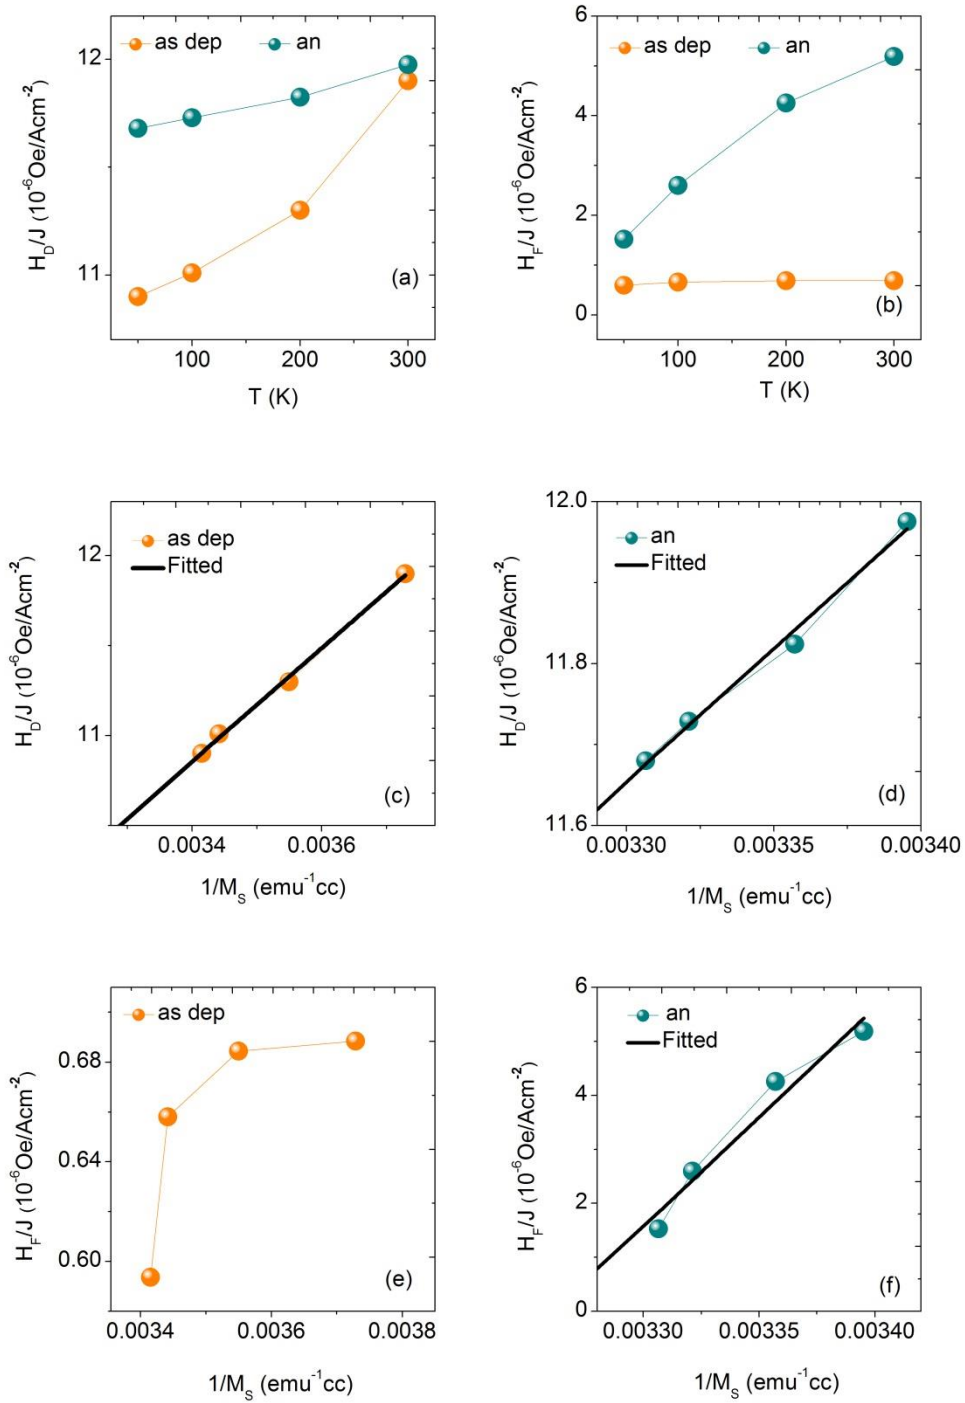 as dep an
12
11
H_D/J (10^-6Oe/Acm^-2)
(a)
100 200 300
T (K)
as dep an
6
4
2
0
H_F/J (10^-6Oe/Acm^-2)
(b)
100 200 300
T (K)
as dep
Fitted
12
11
H_D/J (10^-6Oe/Acm^-2)
(c)
0.0034 0.0036
1/M_S (emu^-1cc)
12.0
an
Fitted
11.8
11.6
H_D/J (10^-6Oe/Acm^-2)
(d)
0.00330 0.00335 0.00340
1/M_S (emu^-1cc)
as dep
0.68
0.64
0.60
H_F/J (10^-6Oe/Acm^-2)
(e)
0.0034 0.0036 0.0038
1/M_S (emu^-1cc)
6
an
Fitted
4
2
0
H_F/J (10^-6Oe/Acm^-2)
(f)
0.00330 0.00335 0.00340
1/M_S (emu^-1cc)